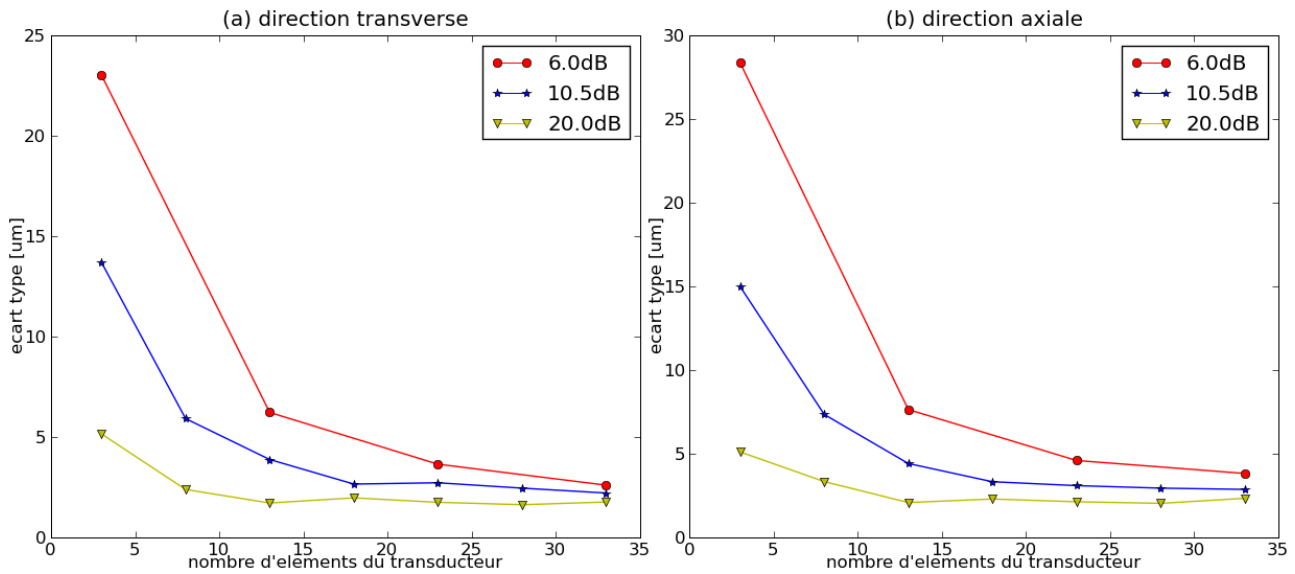 (a) direction transverse
25
20
15
10
5
0
ecart type [um]
6.0dB
10.5dB
20.0dB
0 5 10 15 20 25 30 35
nombre d'elements du transducteur
(b) direction axiale
30
25
20
15
10
5
0
ecart type [um]
6.0dB
10.5dB
20.0dB
0 5 10 15 20 25 30 35
nombre d'elements du transducteur